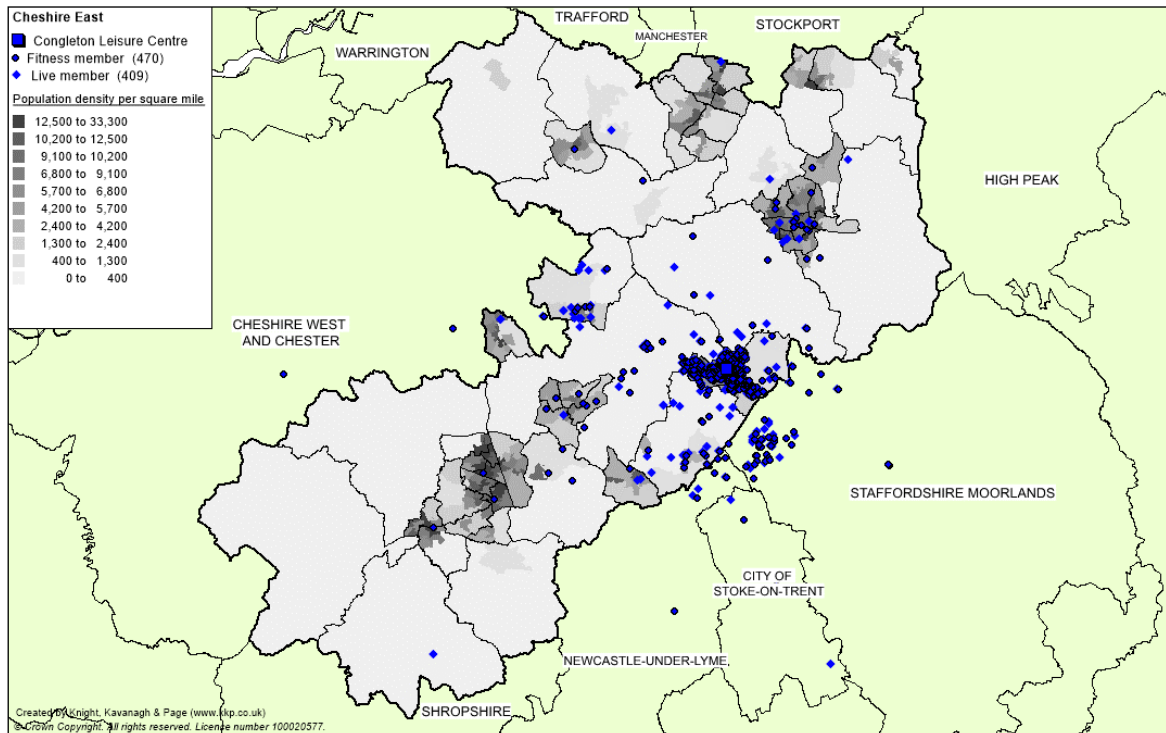 Cheshire East
Congleton Leisure Centre
Fitness member (470)
Live member (409)
Population density per square mile
12,500 to 33,300
10,200 to 12,500
9,100 to 10,200
6,800 to 9,100
5,700 to 6,800
4,200 to 5,700
2,400 to 4,200
1,300 to 2,400
400 to 1,300
0 to 400
TRAFFORD
STOCKPORT
MANCHESTER
WARRINGTON
HIGH PEAK
CHESHIRE WEST
AND CHESTER
STAFFORDSHIRE MOORLANDS
CITY OF
STOKE-ON-TRENT
NEWCASTLE-UNDER-LYME,
SHROPSHIRE
Created by Knight, Kavanagh & Page (www.kkp.co.uk)
© Crown Copyright. All rights reserved. License number 100020577.